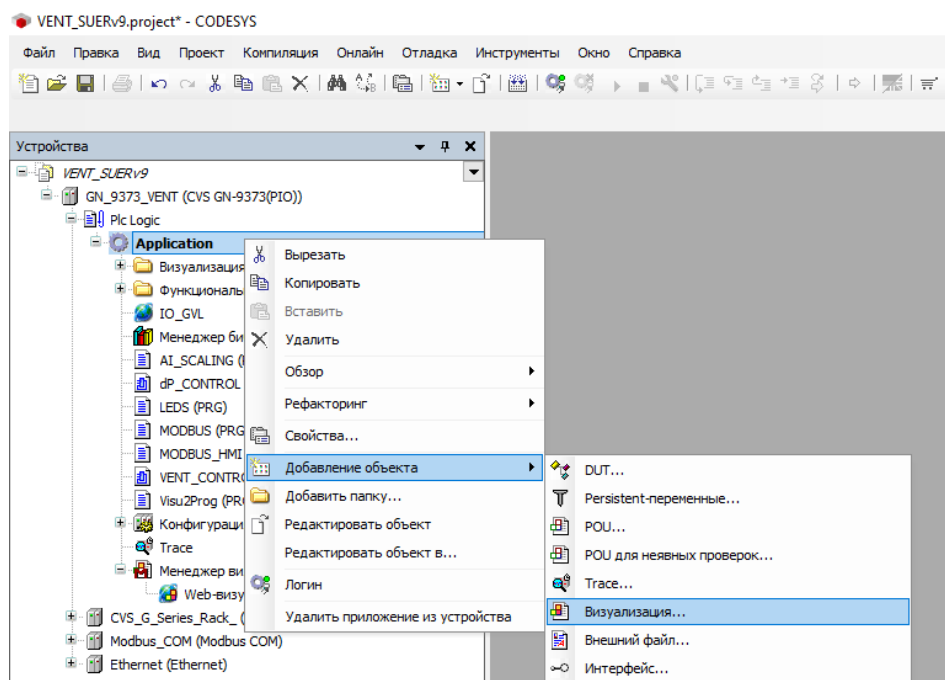 VENT_SUERv9.project* - CODESYS
Файл Правка Вид Проект Компиляция Онлайн Отладка Инструменты Окно Справка
Устройства
VENT_SUERv9
GN_9373_VENT (CVS GN-9373(PIO))
Plc Logic
Application
Визуализация
Функциональ
IO_GVL
Менеджер би
AI_SCALING (
dP_CONTROL
LEDS (PRG)
MODBUS (PRG
MODBUS_HMI
VENT_CONTRO
Visu2Prog (PR
Конфигураци
Trace
Менеджер ви
Web-визу
CVS_G_Series_Rack_ (
Modbus_COM (Modbus COM)
Ethernet (Ethernet)
Вырезать
Копировать
Вставить
Удалить
Обзор
Рефакторинг
Свойства...
Добавление объекта
Добавить папку...
Редактировать объект
Редактировать объект в...
Логин
Удалить приложение из устройства
DUT...
Persistent-переменные...
POU...
POU для неявных проверок...
Trace...
Визуализация...
Внешний файл...
Интерфейс...